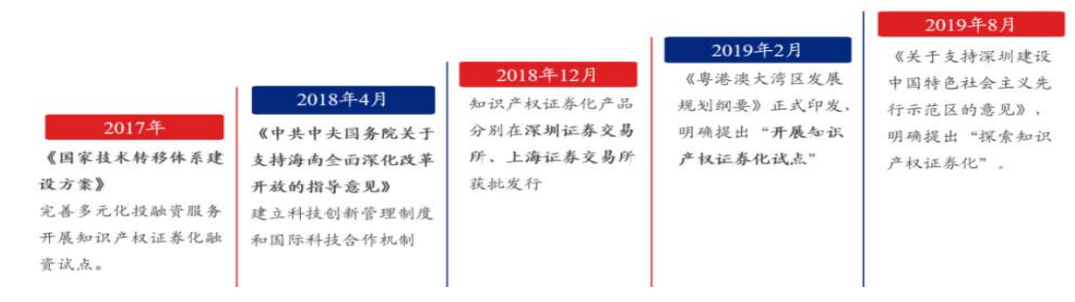 2017年
《国家技术转移体系建
设方案》
完善多元化投融资服务
开展知识产权证券化融
资试点。
2018年4月
《中共中央国务院关于
支持海南全面深化改革
开放的指导意见》
建立科技创新管理制度
和国际科技合作机制
2018年12月
知识产权证券化产品
分别在深圳证券交易
所、上海证券交易所
获批发行
2019年2月
《粤港澳大湾区发展
规划纲要》正式印发，
明确提出“开展知识
产权证券化试点”
2019年8月
《关于支持深圳建设
中国特色社会主义先
行示范区的意见》，
明确提出“探索知识
产权证券化”。